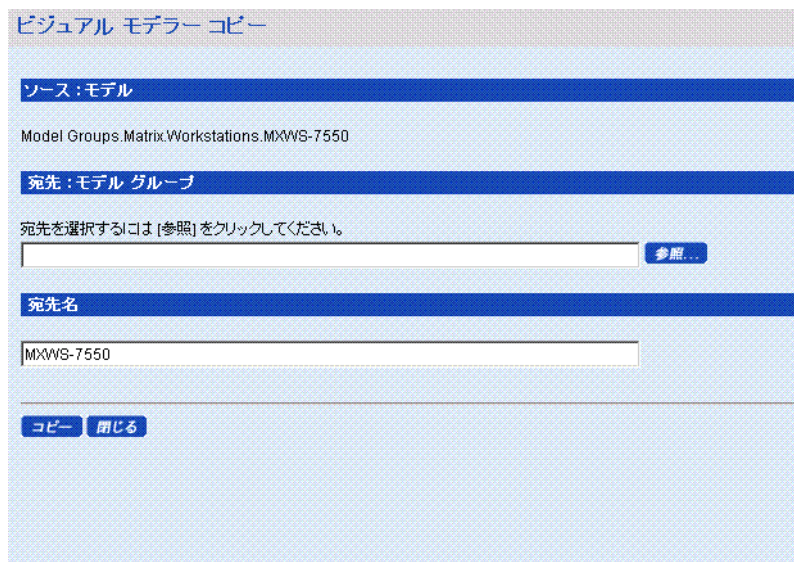 ビジュアル モデラー コピー
ソース : モデル
Model Groups.Matrix.Workstations.MXWS-7550
宛先 : モデル グループ
宛先を選択するには [参照] をクリックしてください。
参照...
宛先名
MXWS-7550
コピー 閉じる